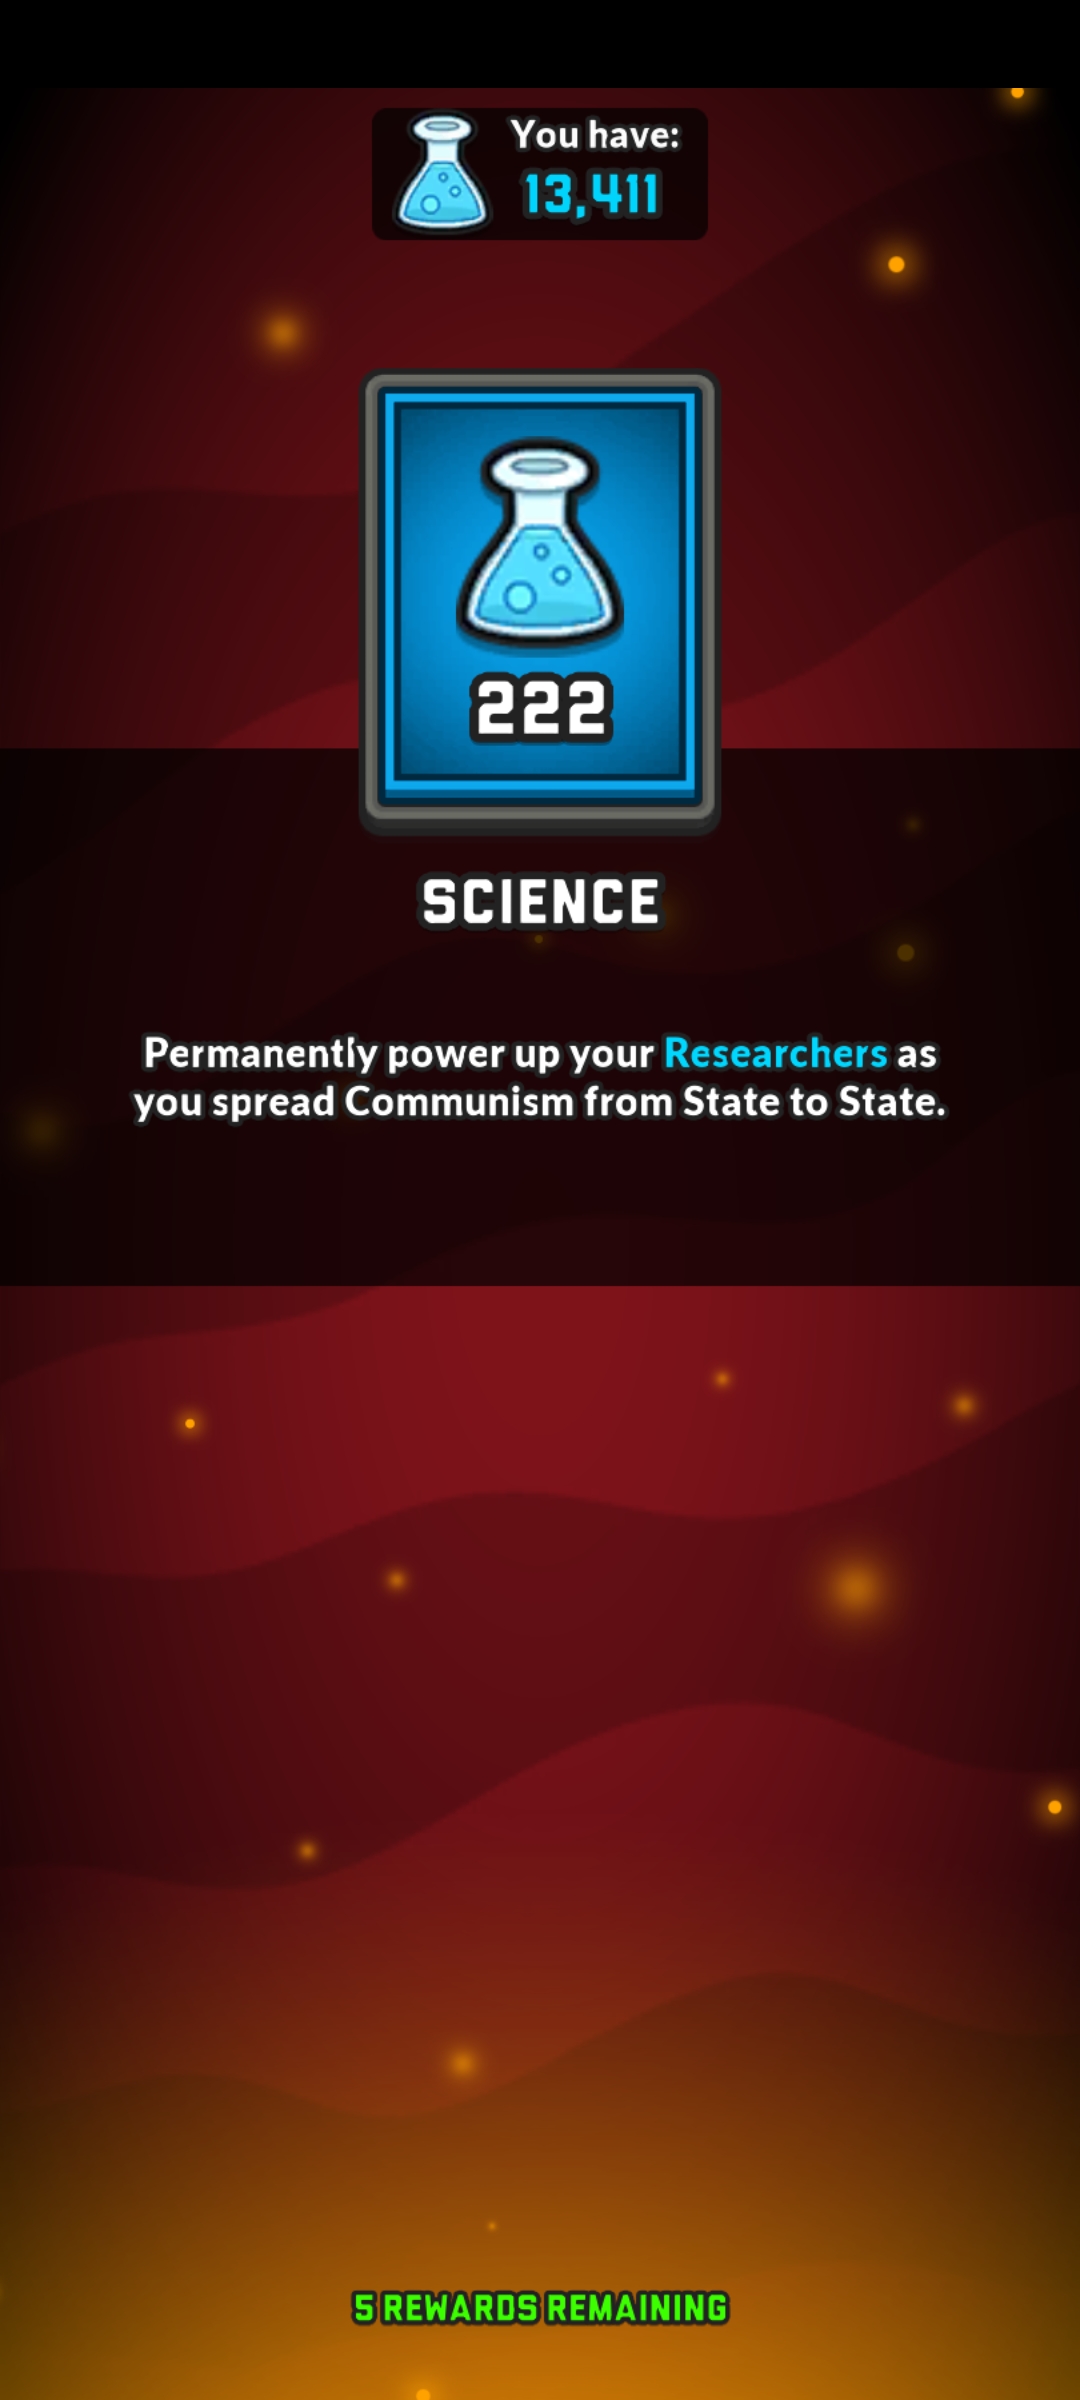 You have:
13,411
222
SCIENCE
Permanently power up your Researchers as
you spread Communism from State to State.
5 REWARDS REMAINING